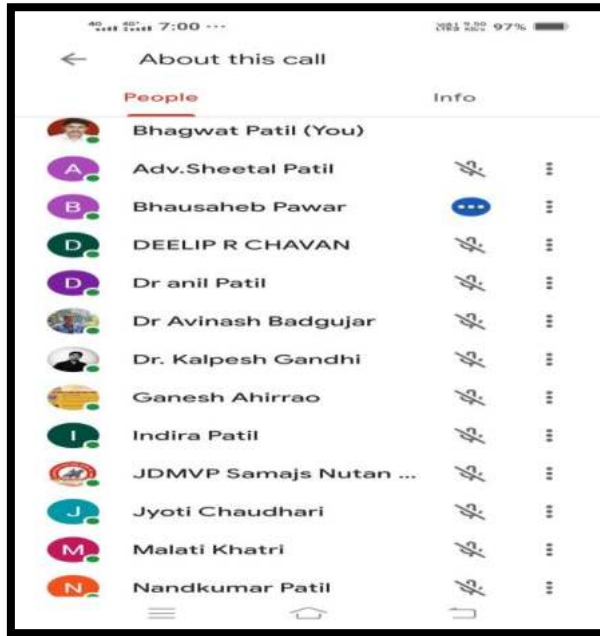 7:00 ... 97%
About this call
People Info
Bhagwat Patil (You)
A Adv.Sheetal Patil
B Bhausaheb Pawar
D DEELIP R CHAVAN
D Dr anil Patil
Dr Avinash Badgujar
Dr. Kalpesh Gandhi
Ganesh Ahirrao
I Indira Patil
JDMVP Samajs Nutan ...
J Jyoti Chaudhari
M Malati Khatri
N Nandkumar Patil